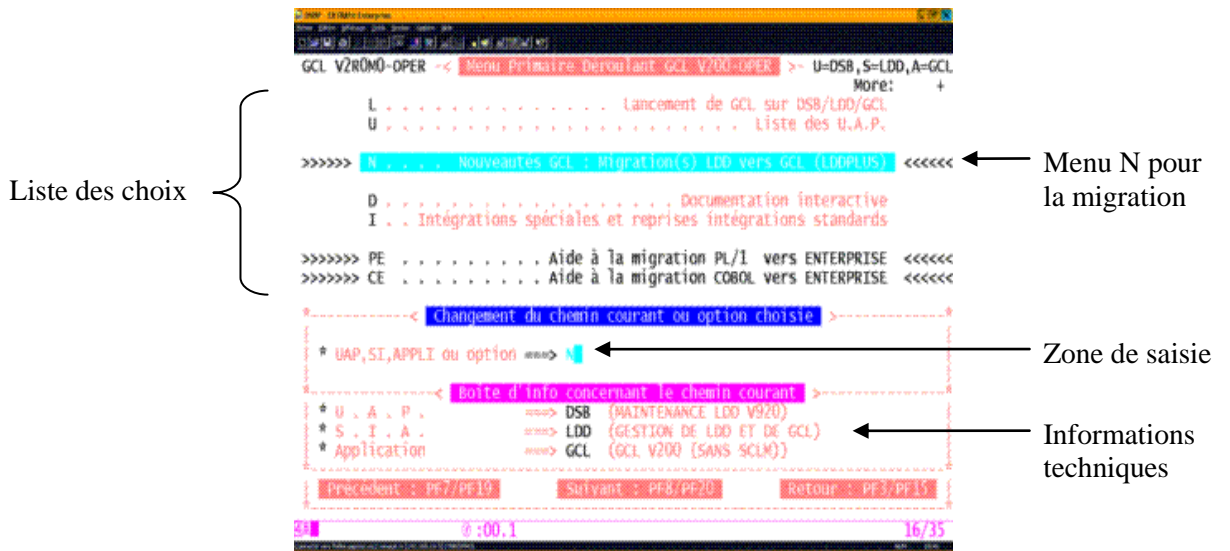 GCL V2R0M0-OPER -< Menu Primaire Déroulant GCL V200-OPER >- U=DSB,S=LDD,A=GCL
More: +
L . . . . . . . . . . . . . . . Lancement de GCL sur DSB/LDD/GCL
U . . . . . . . . . . . . . . . . . . . . . . . Liste des U.A.P.
>>>>>> N . . . . Nouveautés GCL : Migration(s) LDD vers GCL (LDDPLUS) <<<<<<
Menu N pour
la migration
Liste des choix
D . . . . . . . . . . . . . . . . . . Documentation interactive
I . . Intégrations spéciales et reprises intégrations standards
>>>>>>> PE . . . . . . . . . Aide à la migration PL/1 vers ENTERPRISE <<<<<<
>>>>>>> CE . . . . . . . . . Aide à la migration COBOL vers ENTERPRISE <<<<<<
Changement du chemin courant ou option choisie
* UAP,SI,APPLI ou option ===> N
Zone de saisie
Boite d'info concernant le chemin courant
* U . A . P . ===> DSB (MAINTENANCE LDD V920)
* S . I . A . ===> LDD (GESTION DE LDD ET DE GCL)
* Application ===> GCL (GCL V200 (SANS SCLM))
Informations
techniques
Précédent : PF7/PF19 Suivant : PF8/PF20 Retour : PF3/PF15
:00.1 16/35